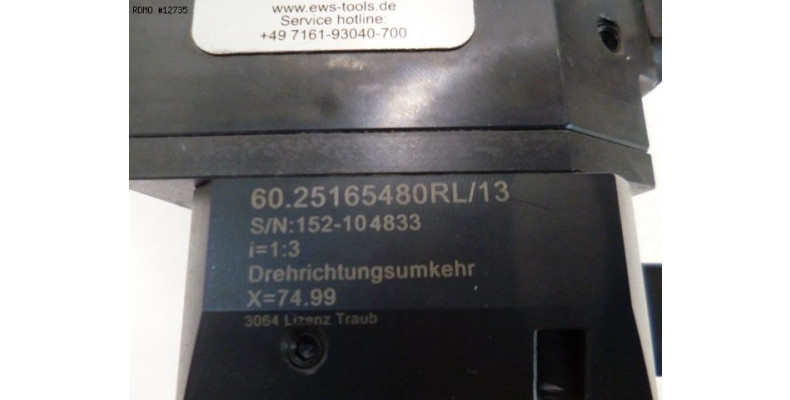 RDMO #12735
www.ews-tools.de
Service hotline:
+49 7161-93040-700
60.25165480RL/13
S/N:152-104833
i=1:3
Drehrichtungsumkehr
X=74.99
3064 Lizenz Traub